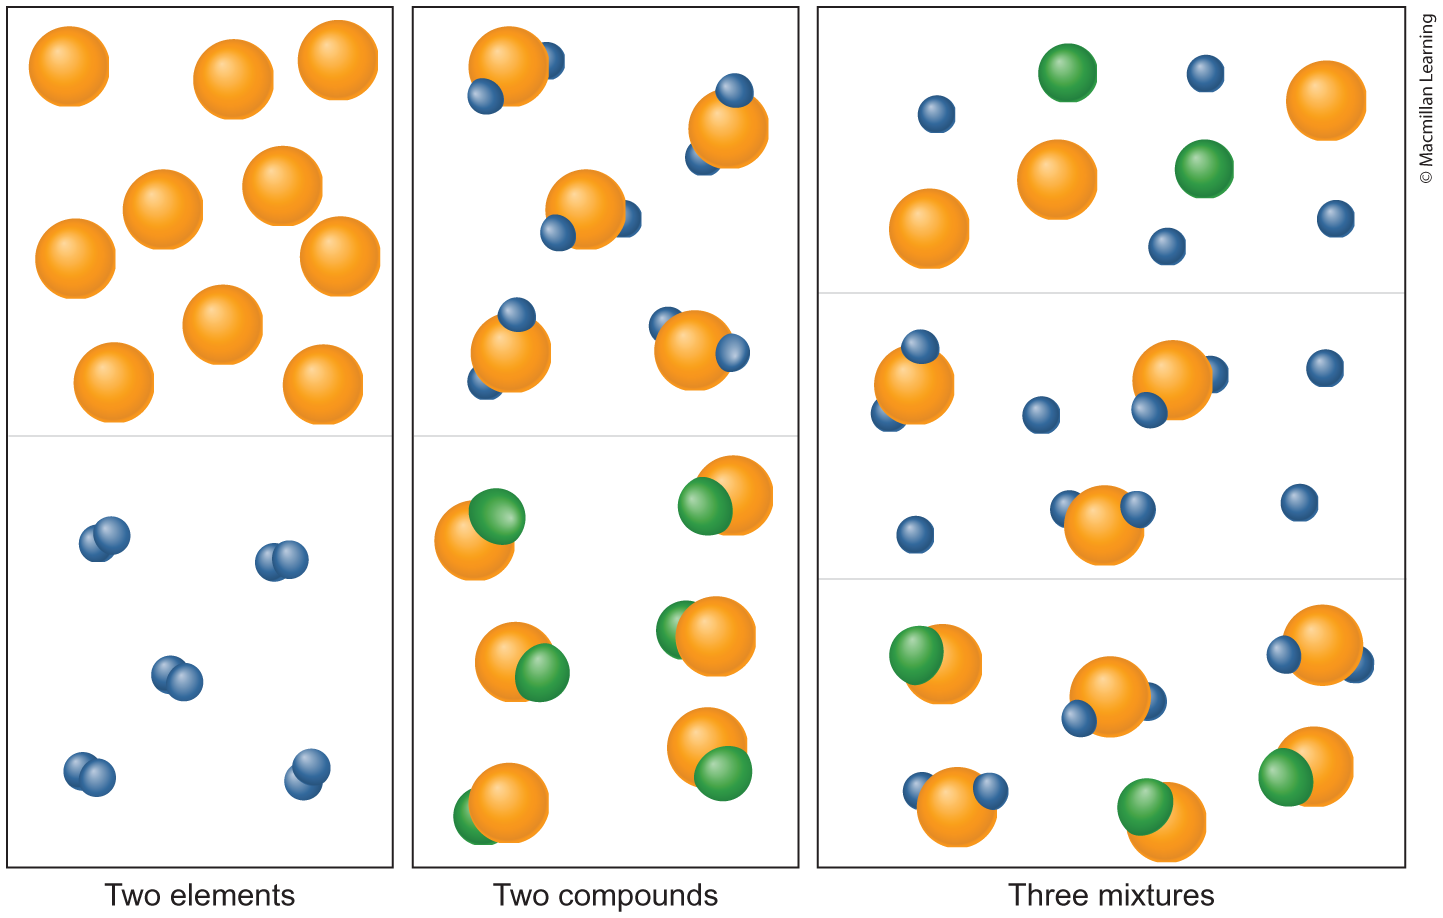 © Macmillan Learning
Two elements
Two compounds
Three mixtures